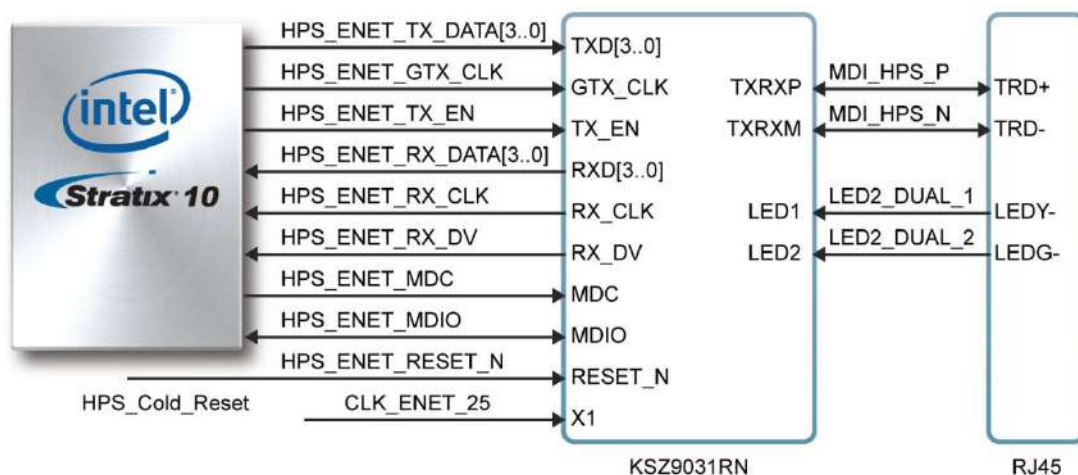 HPS_ENET_TX_DATA[3..0]
TXD[3..0]
HPS_ENET_GTX_CLK
GTX_CLK
TXRXP
MDI_HPS_P
TRD+
HPS_ENET_TX_EN
TX_EN
TXRXM
MDI_HPS_N
TRD-
intel
HPS_ENET_RX_DATA[3..0]
RXD[3..0]
Stratix 10
HPS_ENET_RX_CLK
RX_CLK
LED1
LED2_DUAL_1
LEDY-
HPS_ENET_RX_DV
RX_DV
LED2
LED2_DUAL_2
LEDG-
HPS_ENET_MDC
MDC
HPS_ENET_MDIO
MDIO
HPS_ENET_RESET_N
RESET_N
HPS_Cold_Reset
CLK_ENET_25
X1
KSZ9031RN
RJ45